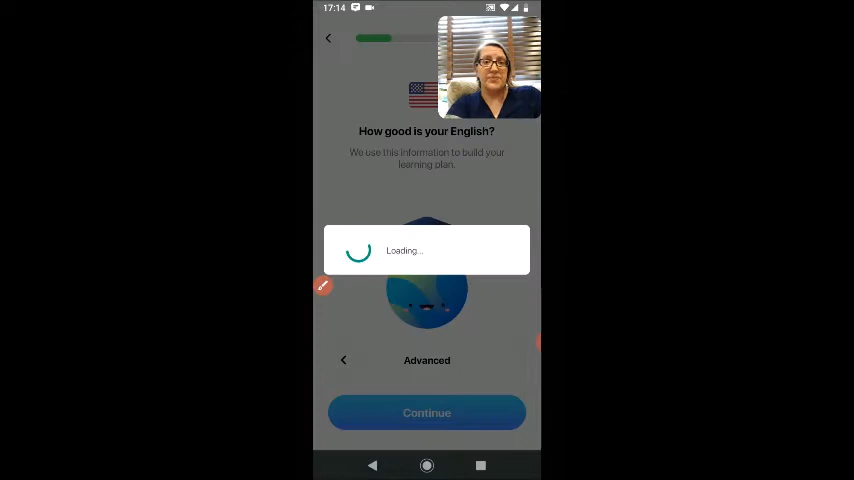 17:14
How good is your English?
We use this information to build your
learning plan.
Loading...
Advanced
Continue